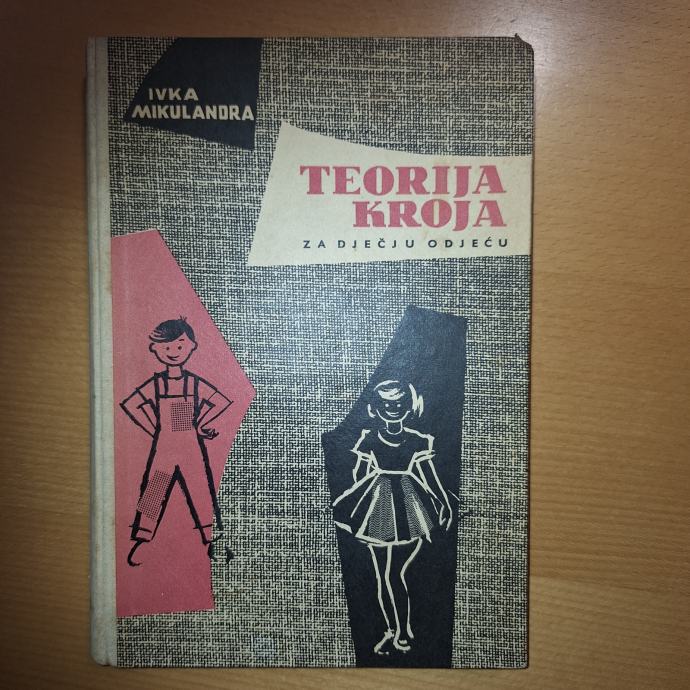 IVKA
MIKULANDRA
TEORIJA
KROJA
ZA DJEČJU ODJEĆU